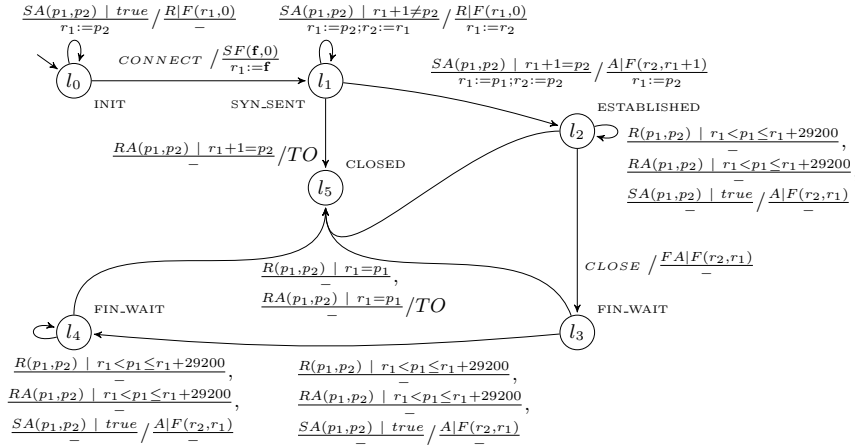 SA(p₁,p₂) | true / R|F(r₁,0)
r₁:=p₂ / −
SA(p₁,p₂) | r₁+1≠p₂ / R|F(r₁,0)
r₁:=p₂;r₂:=r₁ / r₁:=r₂
CONNECT / SF(f,0)
r₁:=f
SA(p₁,p₂) | r₁+1=p₂ / A|F(r₂,r₁+1)
r₁:=p₁;r₂:=p₂ / r₁:=p₂
l₀
INIT
l₁
SYN_SENT
l₂
ESTABLISHED
R(p₁,p₂) | r₁<p₁≤r₁+29200
−,
RA(p₁,p₂) | r₁<p₁≤r₁+29200
−
SA(p₁,p₂) | true / A|F(r₂,r₁)
− / −
RA(p₁,p₂) | r₁+1=p₂
− /TO
CLOSED
l₅
CLOSE / FA|F(r₂,r₁)
−
R(p₁,p₂) | r₁=p₁
−,
RA(p₁,p₂) | r₁=p₁
− /TO
FIN_WAIT
l₄
FIN_WAIT
l₃
R(p₁,p₂) | r₁<p₁≤r₁+29200
−,
RA(p₁,p₂) | r₁<p₁≤r₁+29200
−,
SA(p₁,p₂) | true / A|F(r₂,r₁)
− / −
R(p₁,p₂) | r₁<p₁≤r₁+29200
−,
RA(p₁,p₂) | r₁<p₁≤r₁+29200
−,
SA(p₁,p₂) | true / A|F(r₂,r₁)
− / −